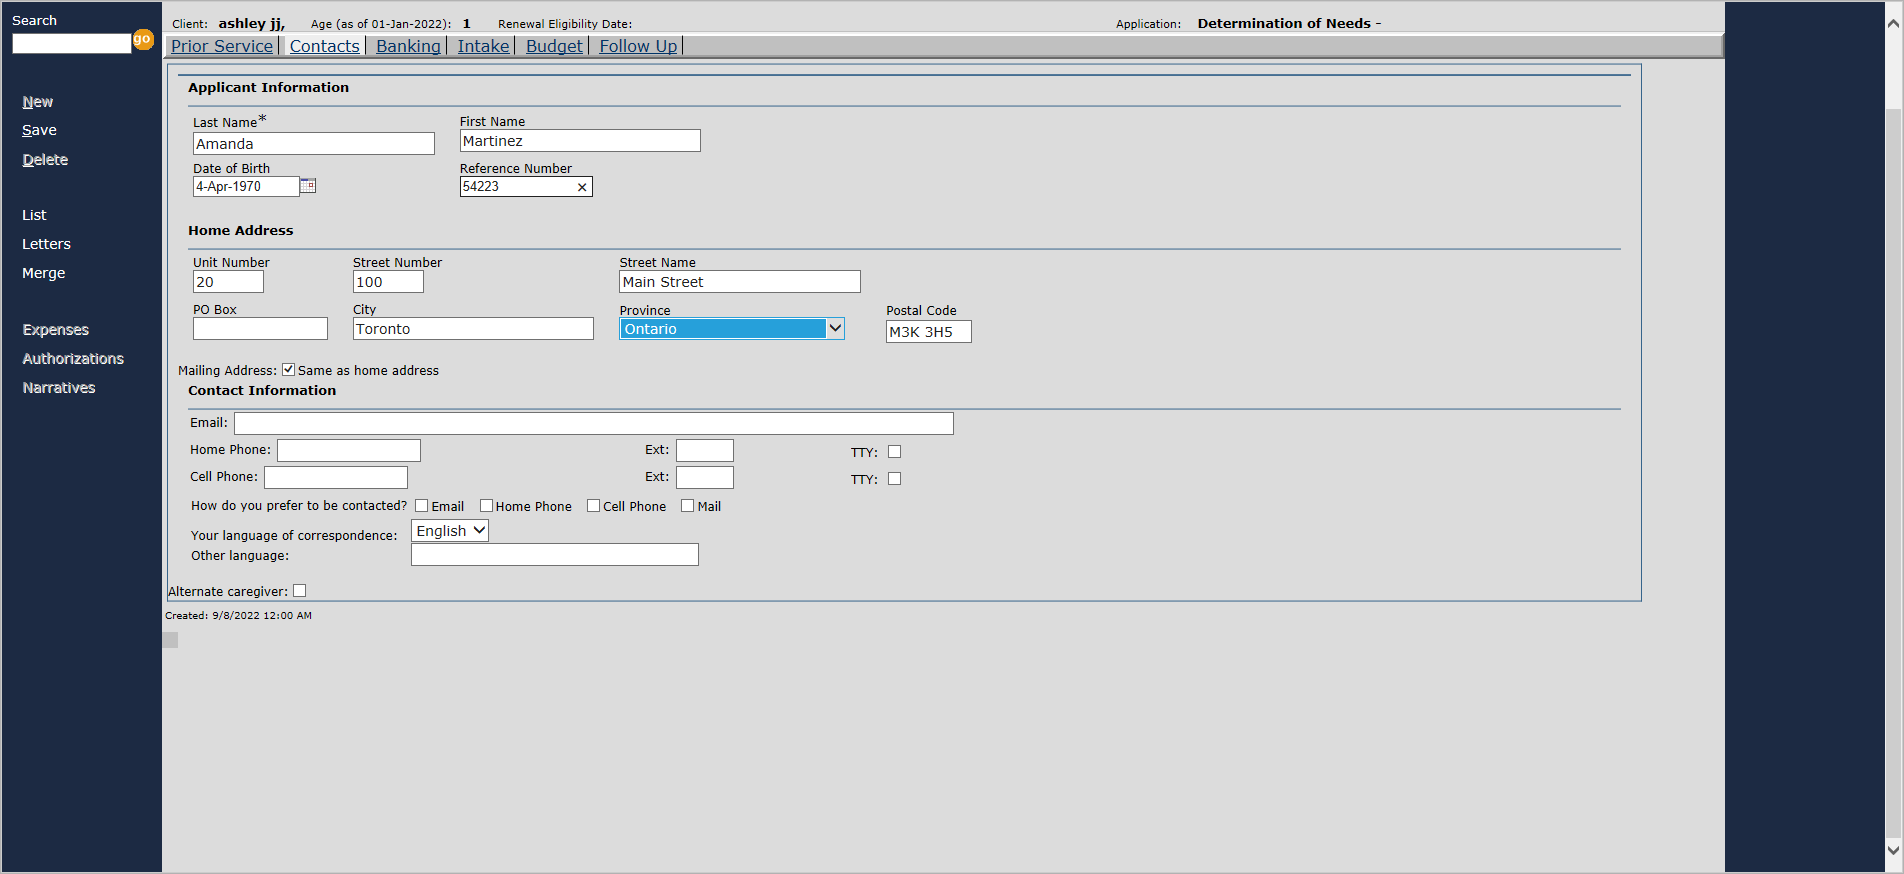 Search
go
New
Save
Delete
List
Letters
Merge
Expenses
Authorizations
Narratives
Client: ashley jj, Age (as of 01-Jan-2022): 1 Renewal Eligibility Date: Application: Determination of Needs -
Prior Service Contacts Banking Intake Budget Follow Up
Applicant Information
Last Name* First Name
Amanda Martinez
Date of Birth Reference Number
4-Apr-1970 54223
Home Address
Unit Number Street Number Street Name
20 100 Main Street
PO Box City Province Postal Code
Toronto Ontario M3K 3H5
Mailing Address: Same as home address
Contact Information
Email:
Home Phone: Ext: TTY:
Cell Phone: Ext: TTY:
How do you prefer to be contacted? Email Home Phone Cell Phone Mail
Your language of correspondence: English
Other language:
Alternate caregiver:
Created: 9/8/2022 12:00 AM